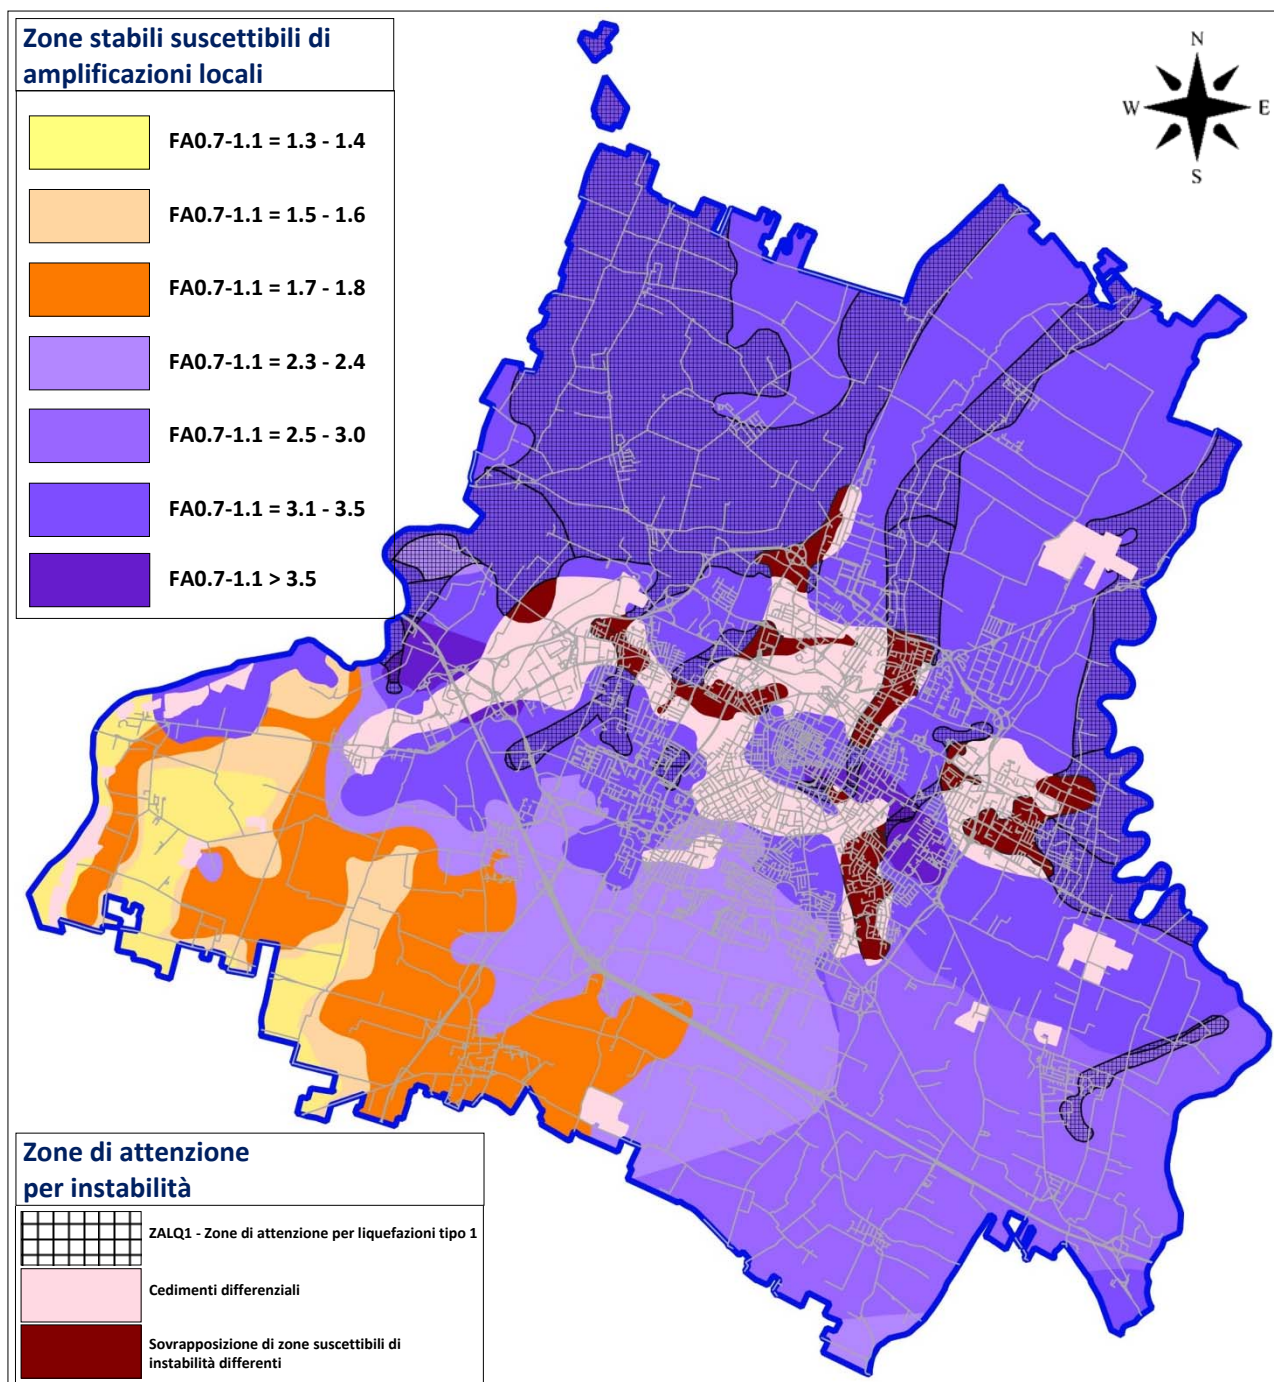 Zone stabili suscettibili di
amplificazioni locali
FA0.7-1.1 = 1.3 - 1.4
FA0.7-1.1 = 1.5 - 1.6
FA0.7-1.1 = 1.7 - 1.8
FA0.7-1.1 = 2.3 - 2.4
FA0.7-1.1 = 2.5 - 3.0
FA0.7-1.1 = 3.1 - 3.5
FA0.7-1.1 > 3.5
N
W
E
S
Zone di attenzione
per instabilità
ZALQ1 - Zone di attenzione per liquefazioni tipo 1
Cedimenti differenziali
Sovrapposizione di zone suscettibili di
instabilità differenti